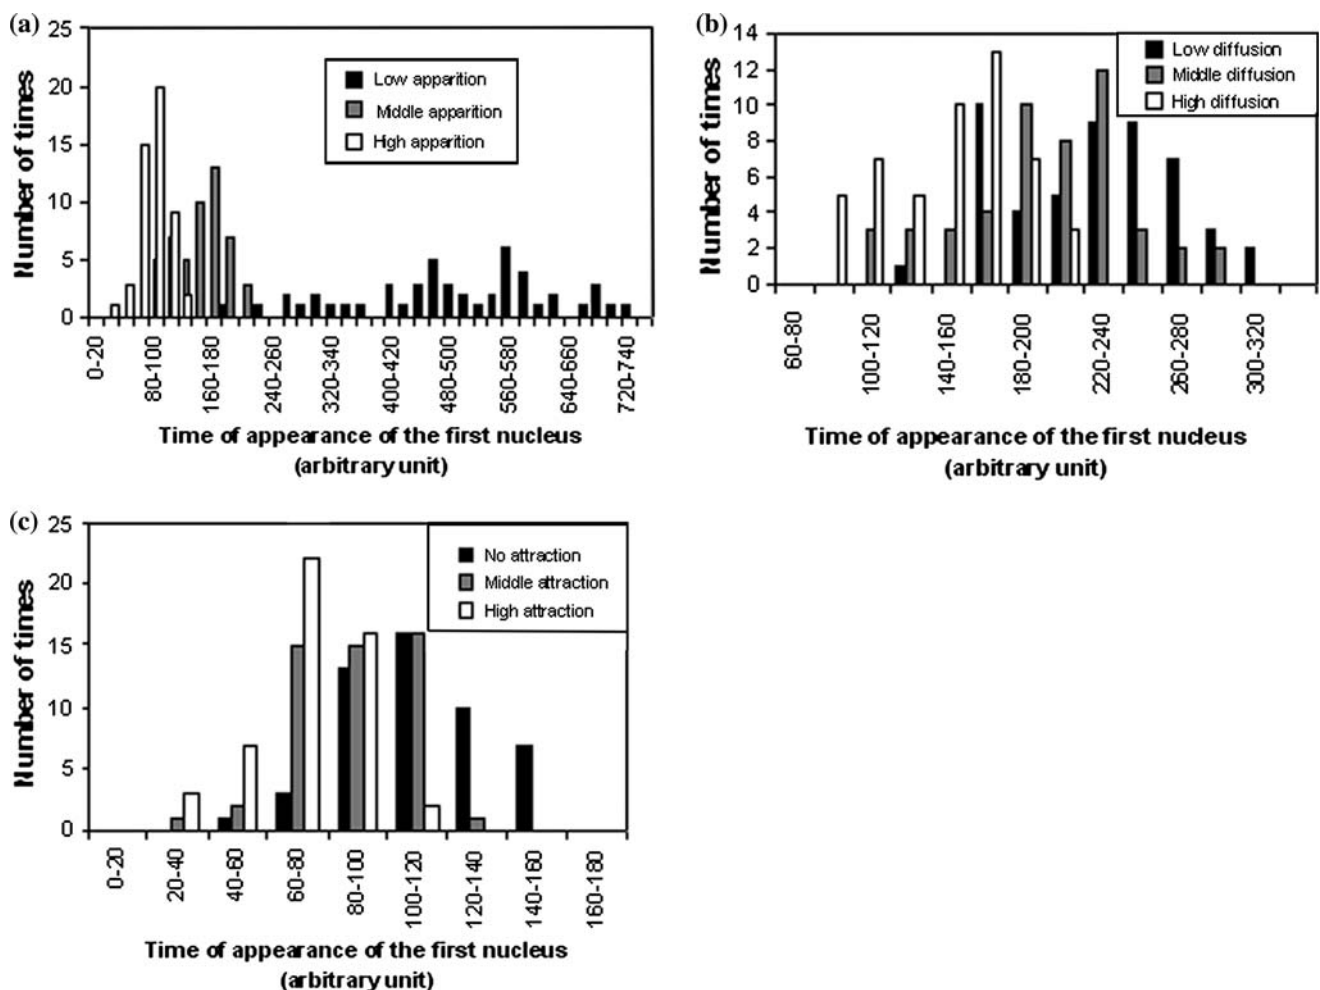 (a)
25
20
15
10
5
0
Number of times
Low apparition
Middle apparition
High apparition
0-20
80-100
160-180
240-260
320-340
400-420
480-500
560-580
640-660
720-740
Time of appearance of the first nucleus
(arbitrary unit)
(b)
14
12
10
8
6
4
2
0
Number of times
Low diffusion
Middle diffusion
High diffusion
60-80
100-120
140-160
180-200
220-240
260-280
300-320
Time of appearance of the first nucleus
(arbitrary unit)
(c)
25
20
15
10
5
0
Number of times
No attraction
Middle attraction
High attraction
0-20
20-40
40-60
60-80
80-100
100-120
120-140
140-160
160-180
Time of appearance of the first nucleus
(arbitrary unit)